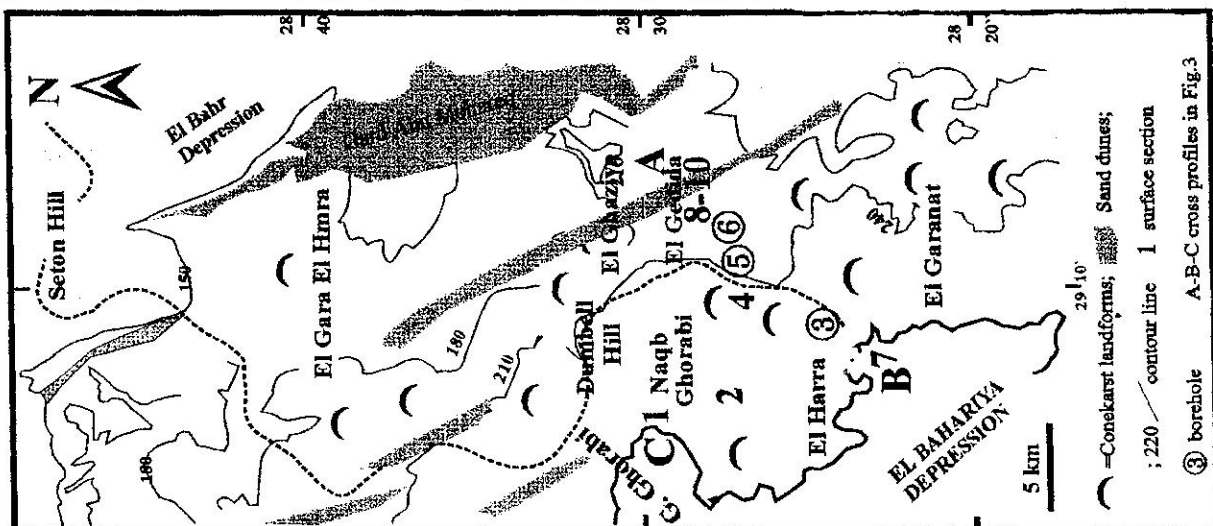 N
El Bahr
Depression
Seton Hill
28
40
28
30
28
20`
150
180
El Gara El Hmra
180
210
Dumbell
Hill
El Ghaziya
A
El Gedida
8-10
⑥
⑤
4
③
240
Naqb
Ghorabi
C 1
G. Ghorabi
2
El Harra
B 7
El Garanat
EL BAHARIYA
DEPRESSION
29 10`
5 km
=Conekarst landforms; Sand dunes;
; 220 contour line 1 surface section
③ borehole A-B-C cross profiles in Fig.3